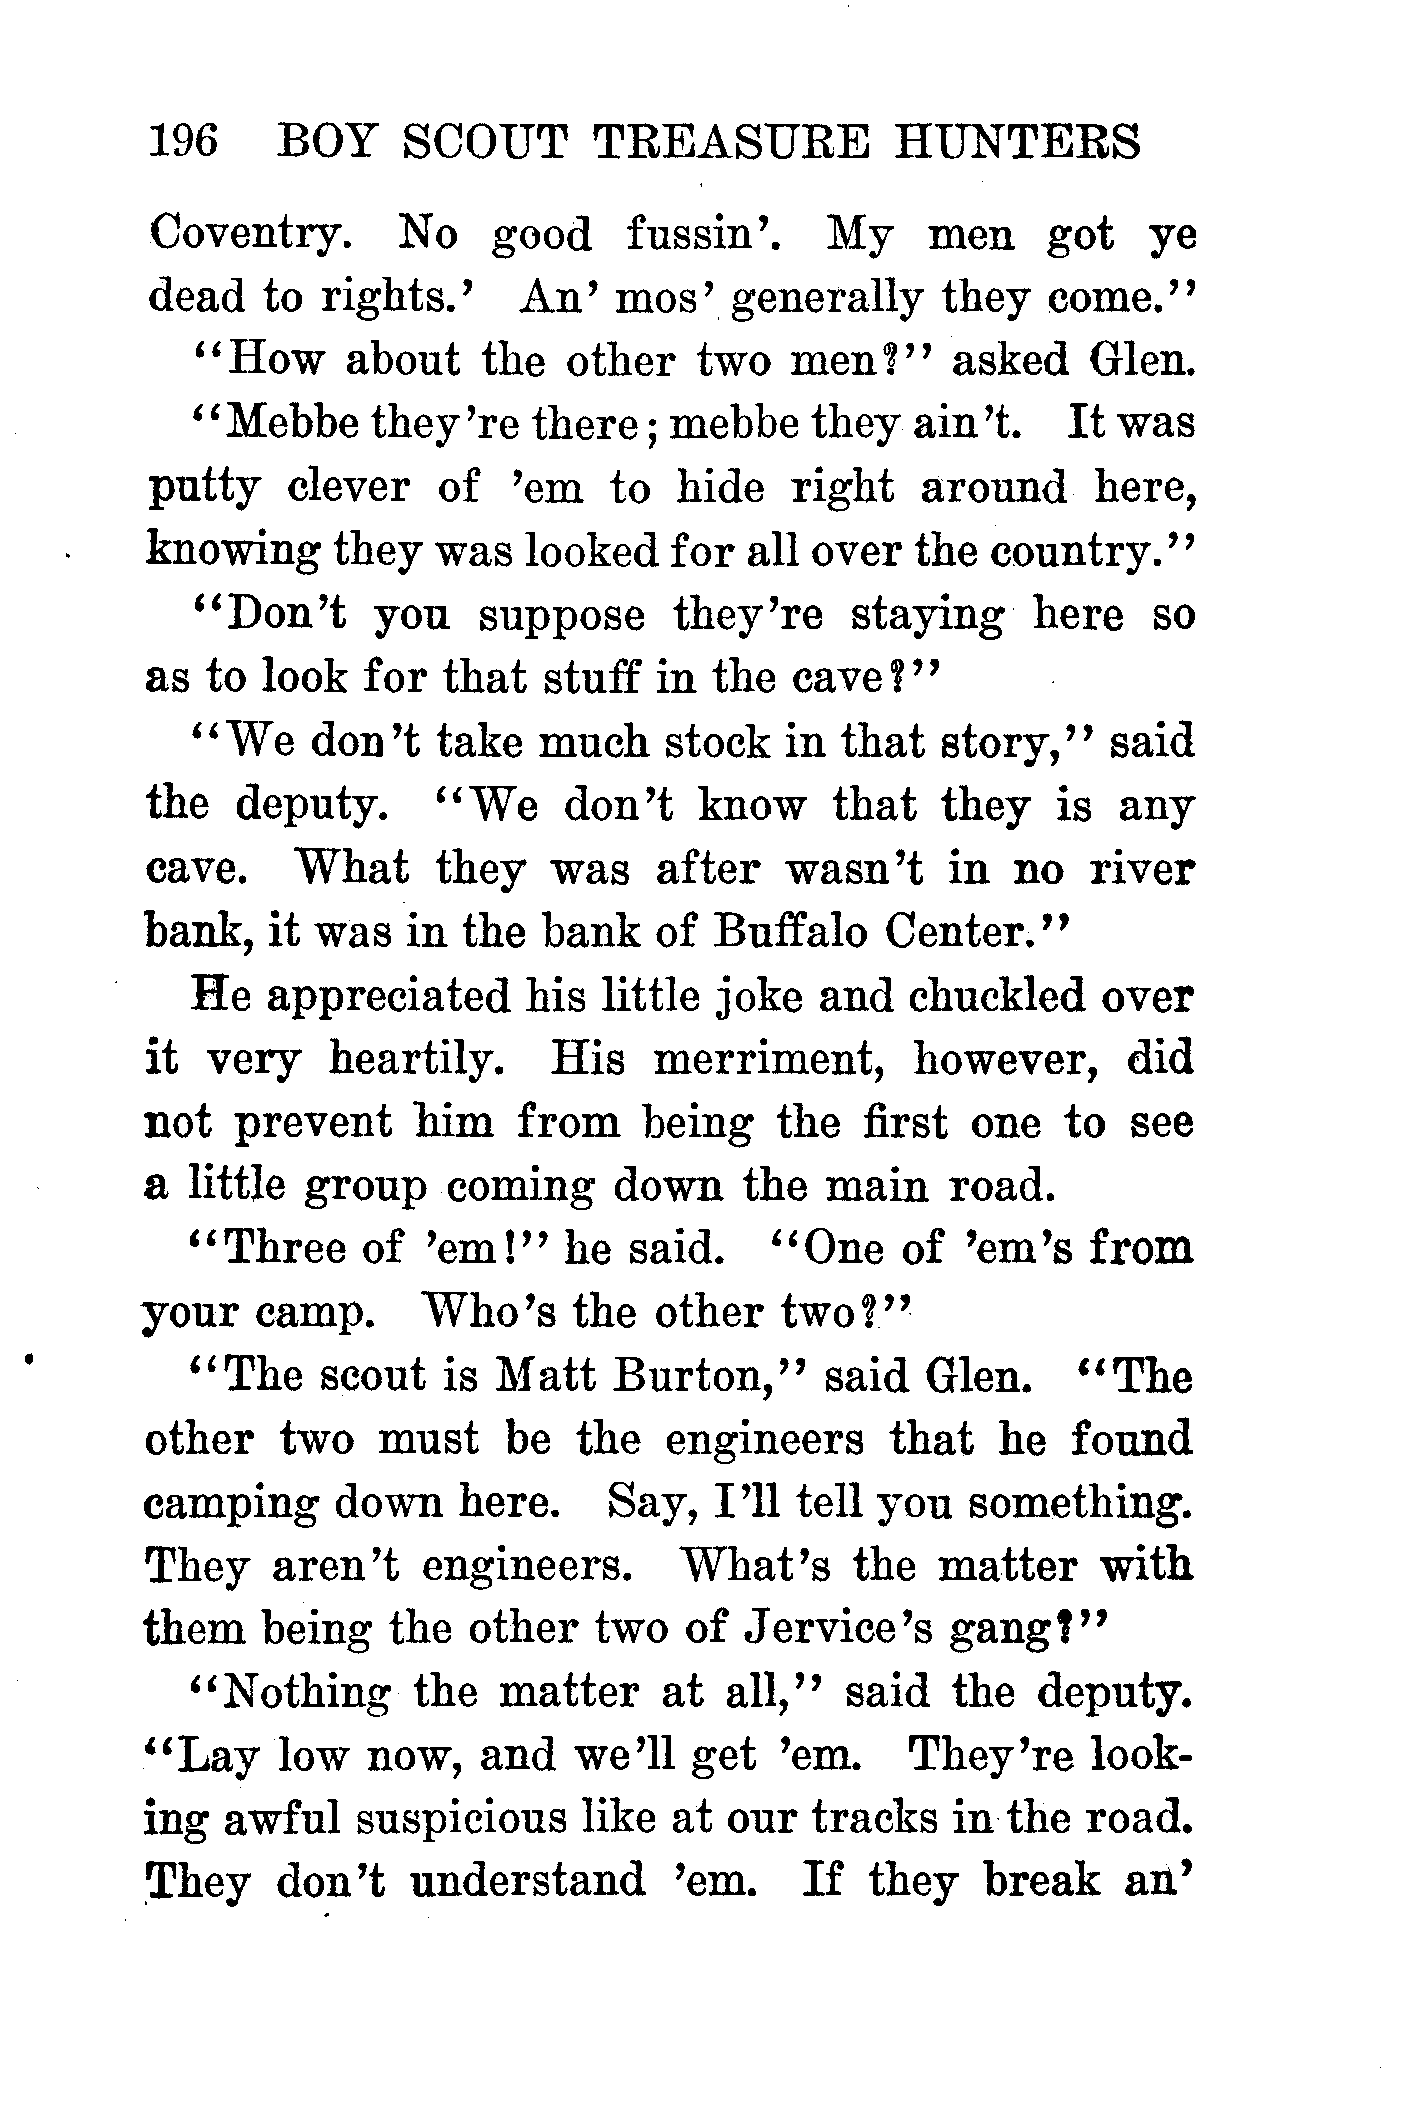 196 BOY SCOUT TREASURE HUNTERS
Coventry. No good fussin'. My men got ye
dead to rights.' An' mos' generally they come."
"How about the other two men?" asked Glen.
"Mebbe they're there; mebbe they ain't. It was
putty clever of 'em to hide right around here,
knowing they was looked for all over the country."
"Don't you suppose they're staying here so
as to look for that stuff in the cave?"
"We don't take much stock in that story," said
the deputy. "We don't know that they is any
cave. What they was after wasn't in no river
bank, it was in the bank of Buffalo Center."
He appreciated his little joke and chuckled over
it very heartily. His merriment, however, did
not prevent him from being the first one to see
a little group coming down the main road.
"Three of 'em!" he said. "One of 'em's from
your camp. Who's the other two?"
"The scout is Matt Burton," said Glen. "The
other two must be the engineers that he found
camping down here. Say, I'll tell you something.
They aren't engineers. What's the matter with
them being the other two of Jervice's gang?"
"Nothing the matter at all," said the deputy.
"Lay low now, and we'll get 'em. They're look-
ing awful suspicious like at our tracks in the road.
They don't understand 'em. If they break an'